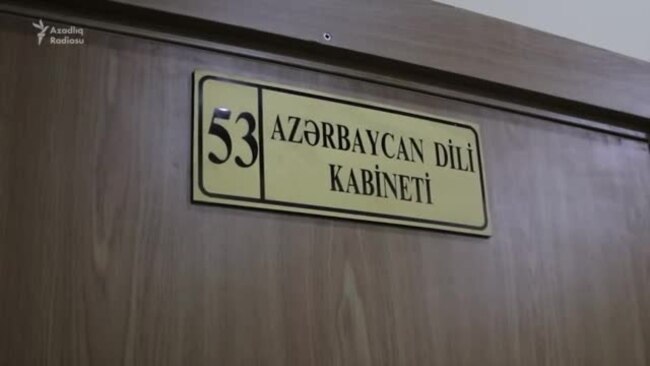 Azadlıq
Radiosu
53
AZƏRBAYCAN DİLİ
KABİNETİ